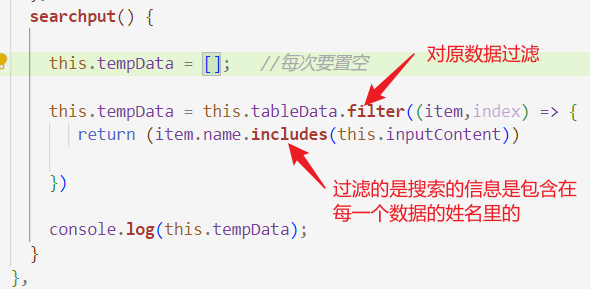 searchput() {
this.tempData = []; //每次要置空
对原数据过滤
this.tempData = this.tableData.filter((item,index) => {
return (item.name.includes(this.inputContent))
})
过滤的是搜索的信息是包含在
每一个数据的姓名里的
console.log(this.tempData);
}
},